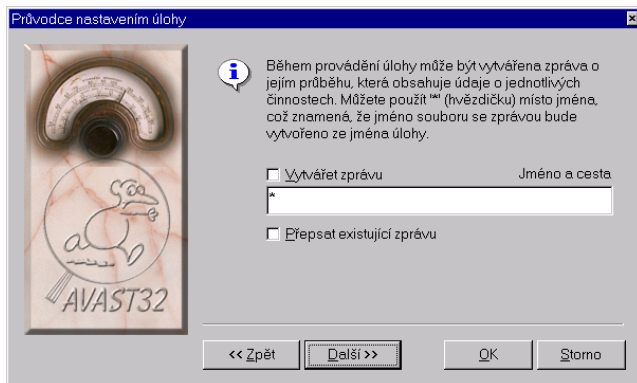 Průvodce nastavením úlohy
Během provádění úlohy může být vytvářena zpráva o
jejím průběhu, která obsahuje údaje o jednotlivých
činnostech. Můžete použít '*' (hvězdičku) místo jména,
což znamená, že jméno souboru se zprávou bude
vytvořeno ze jména úlohy.
Vytvářet zprávu Jméno a cesta
*
Přepsat existující zprávu
AVAST32
<< Zpět Další >> OK Storno